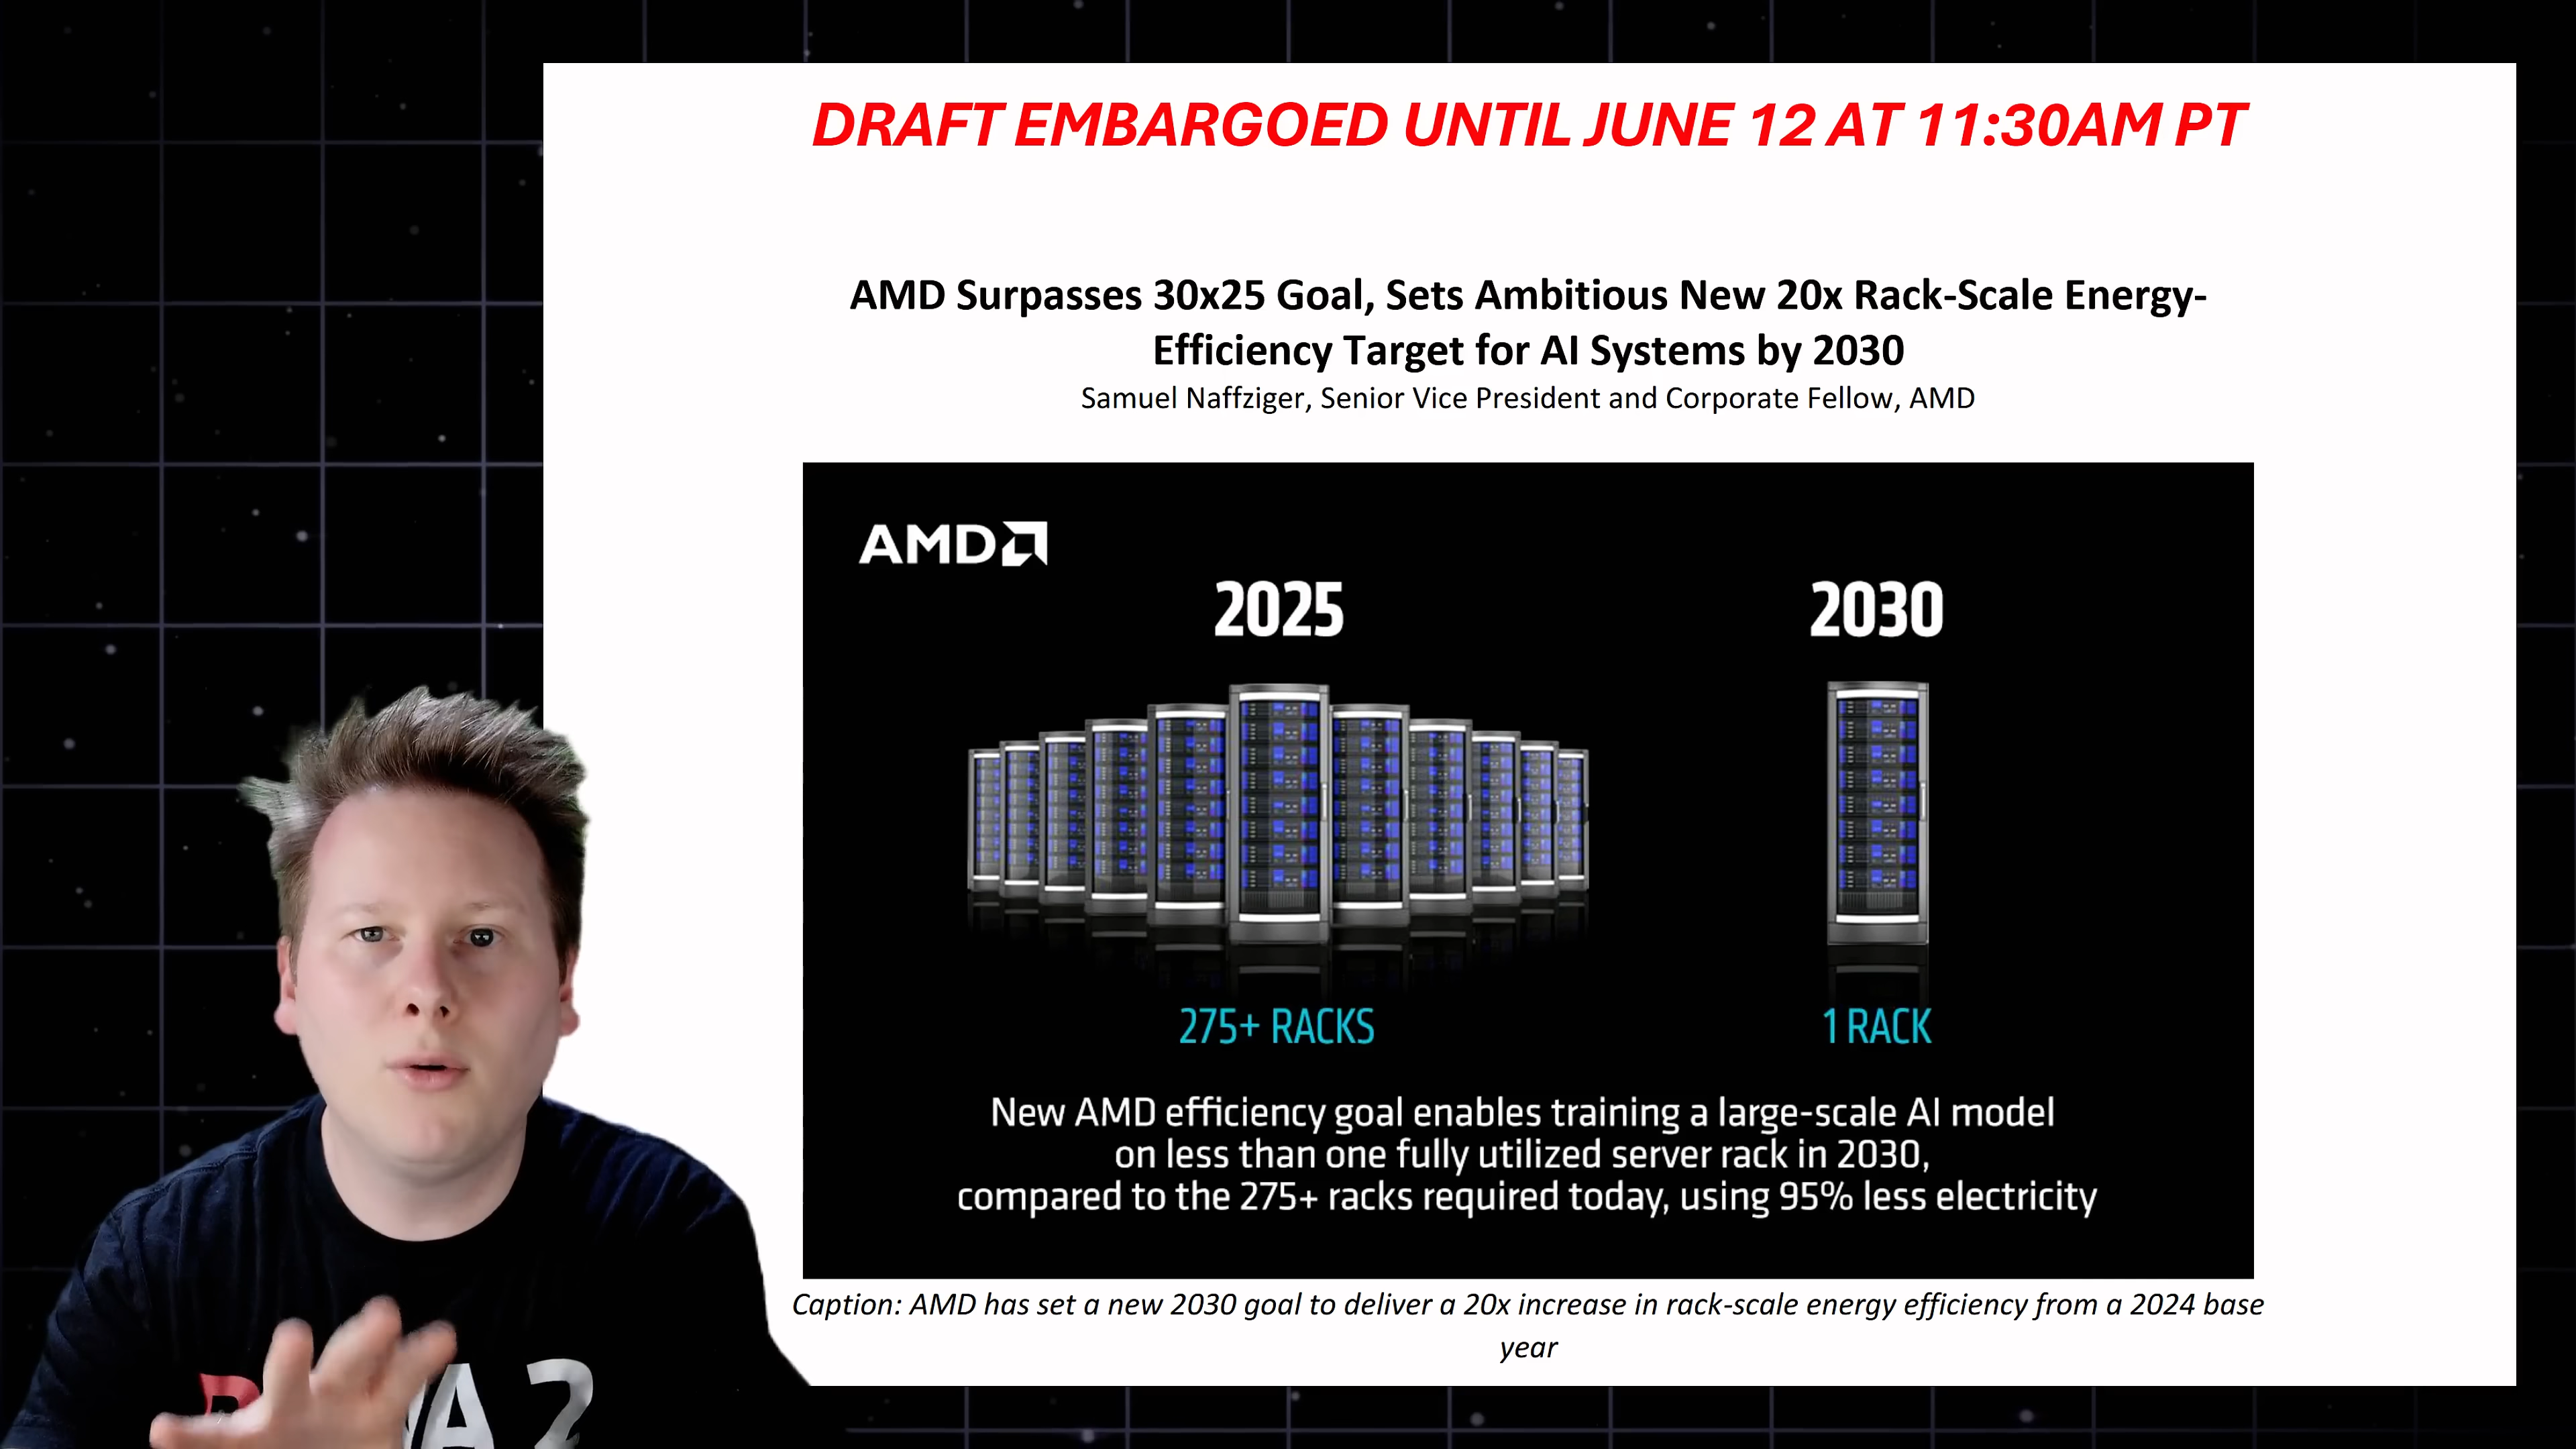 DRAFT EMBARGOED UNTIL JUNE 12 AT 11:30AM PT
AMD Surpasses 30x25 Goal, Sets Ambitious New 20x Rack-Scale Energy-
Efficiency Target for AI Systems by 2030
Samuel Naffziger, Senior Vice President and Corporate Fellow, AMD
AMD
2025
2030
275+ RACKS
1 RACK
New AMD efficiency goal enables training a large-scale AI model
on less than one fully utilized server rack in 2030,
compared to the 275+ racks required today, using 95% less electricity
Caption: AMD has set a new 2030 goal to deliver a 20x increase in rack-scale energy efficiency from a 2024 base
year
2